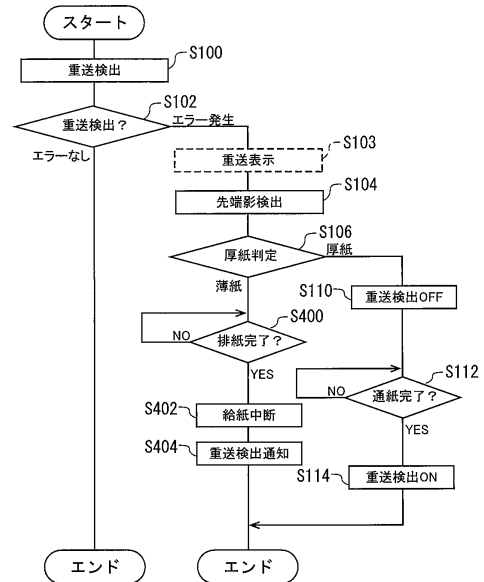 スタート
S100
重送検出
S102
重送検出?
エラー発生
エラーなし
S103
重送表示
S104
先端影検出
S106
厚紙判定
厚紙
薄紙
S110
重送検出OFF
S400
排紙完了?
NO
YES
S112
通紙完了?
NO
YES
S402
給紙中断
S404
重送検出通知
S114
重送検出ON
エンド
エンド